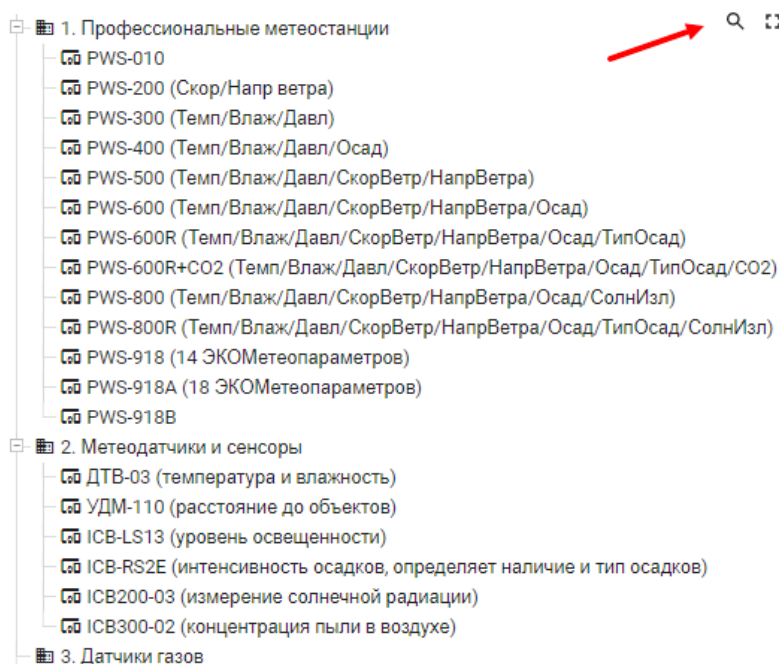 1. Профессиональные метеостанции
PWS-010
PWS-200 (Скор/Напр ветра)
PWS-300 (Темп/Влаж/Давл)
PWS-400 (Темп/Влаж/Давл/Осад)
PWS-500 (Темп/Влаж/Давл/СкорВетр/НапрВетра)
PWS-600 (Темп/Влаж/Давл/СкорВетр/НапрВетра/Осад)
PWS-600R (Темп/Влаж/Давл/СкорВетр/НапрВетра/Осад/ТипОсад)
PWS-600R+CO2 (Темп/Влаж/Давл/СкорВетр/НапрВетра/Осад/ТипОсад/CO2)
PWS-800 (Темп/Влаж/Давл/СкорВетр/НапрВетра/Осад/СолнИзл)
PWS-800R (Темп/Влаж/Давл/СкорВетр/НапрВетра/Осад/ТипОсад/СолнИзл)
PWS-918 (14 ЭКОМетеопараметров)
PWS-918A (18 ЭКОМетеопараметров)
PWS-918B
2. Метеодатчики и сенсоры
ДТВ-03 (температура и влажность)
УДМ-110 (расстояние до объектов)
ICB-LS13 (уровень освещенности)
ICB-RS2E (интенсивность осадков, определяет наличие и тип осадков)
ICB200-03 (измерение солнечной радиации)
ICB300-02 (концентрация пыли в воздухе)
3. Датчики газов